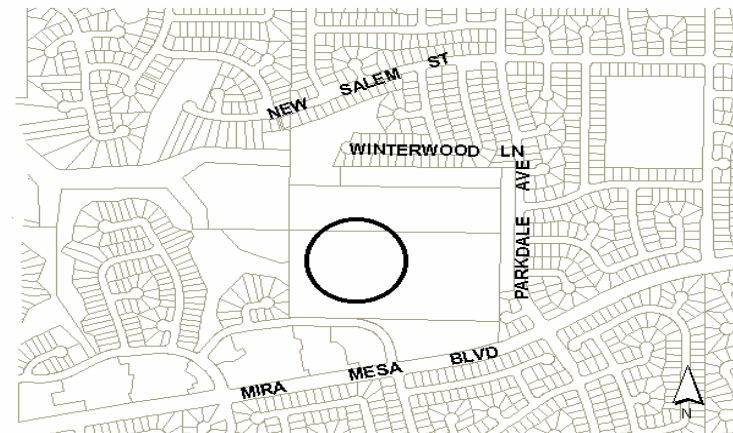 NEW SALEM ST
WINTERWOOD LN
PARKDALE AVE
MIRA MESA BLVD
N